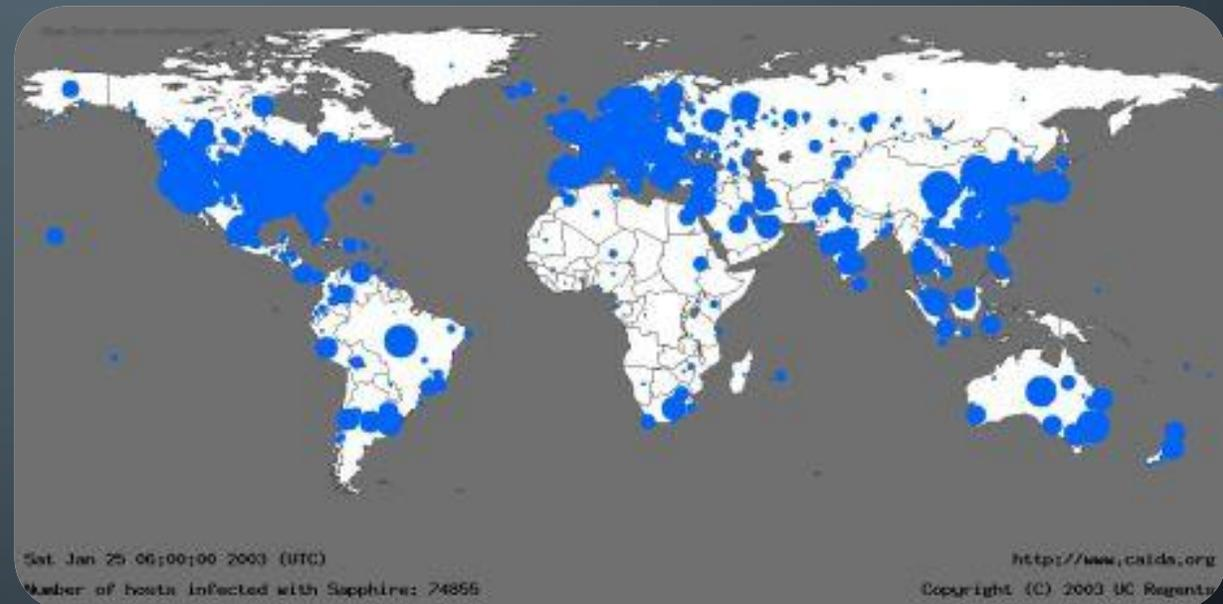 Sat Jan 25 06:00:00 2003 (UTC)
http://www.caida.org
Number of hosts infected with Sapphire: 74855
Copyright (C) 2003 UC Regents